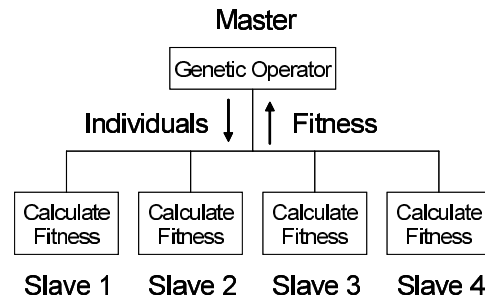 Master
Genetic Operator
Individuals
Fitness
Calculate
Fitness
Calculate
Fitness
Calculate
Fitness
Calculate
Fitness
Slave 1
Slave 2
Slave 3
Slave 4